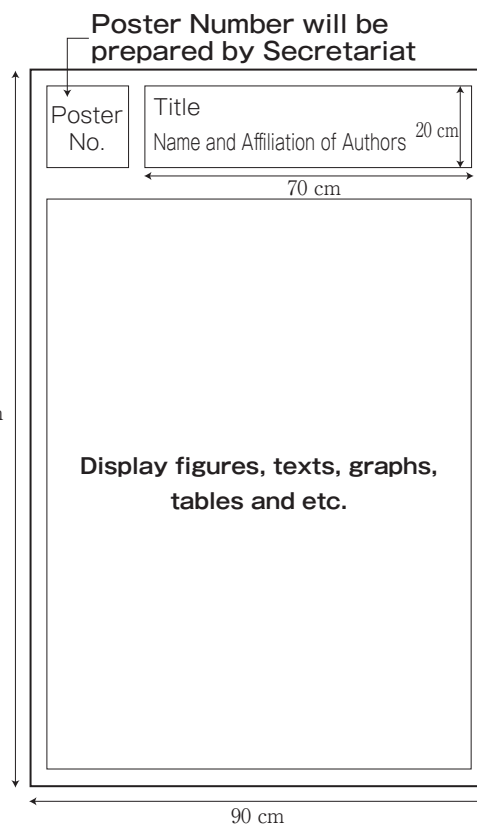 Poster Number will be
prepared by Secretariat
Poster
No.
Title
Name and Affiliation of Authors
20 cm
70 cm
Display figures, texts, graphs,
tables and etc.
90 cm